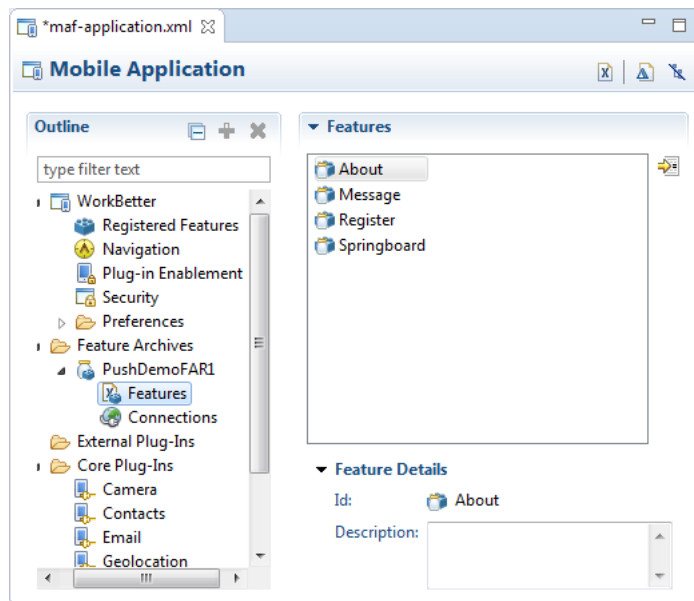 *maf-application.xml
Mobile Application
Outline
type filter text
WorkBetter
Registered Features
Navigation
Plug-in Enablement
Security
Preferences
Feature Archives
PushDemoFAR1
Features
Connections
External Plug-Ins
Core Plug-Ins
Camera
Contacts
Email
Geolocation
Features
About
Message
Register
Springboard
Feature Details
Id: About
Description: